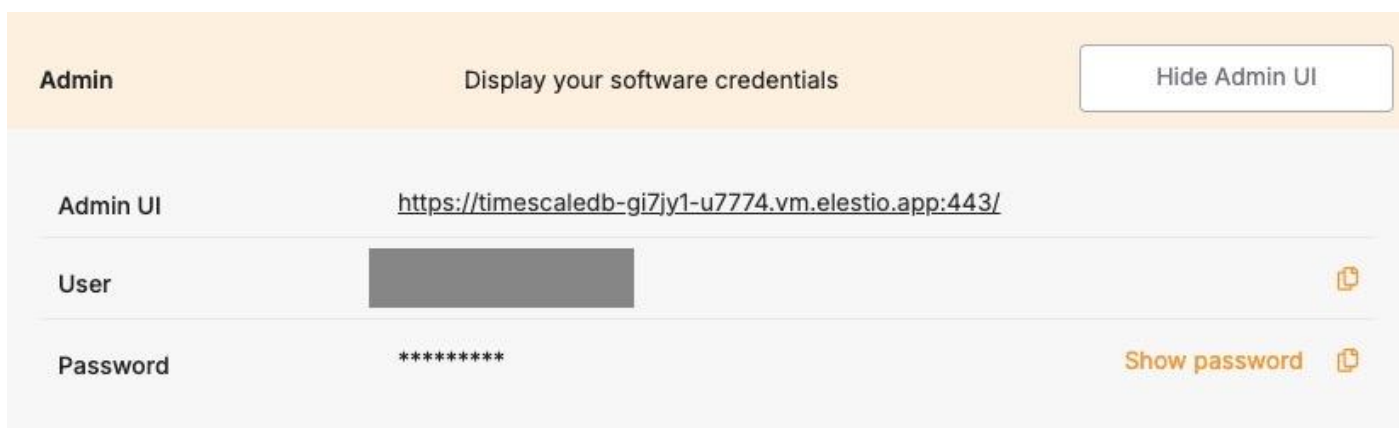 Admin Display your software credentials Hide Admin UI
Admin UI https://timescaledb-gi7jy1-u7774.vm.elestio.app:443/
User
Password ********* Show password